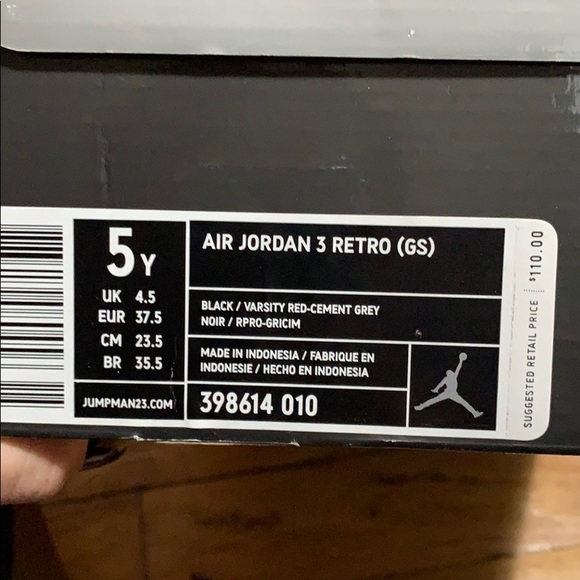 5 Y
UK 4.5
EUR 37.5
CM 23.5
BR 35.5
JUMPMAN23.COM
AIR JORDAN 3 RETRO (GS)
BLACK / VARSITY RED-CEMENT GREY
NOIR / RPRO-GRICIM
MADE IN INDONESIA / FABRIQUE EN
INDONESIE / HECHO EN INDONESIA
398614 010
SUGGESTED RETAIL PRICE $110.00